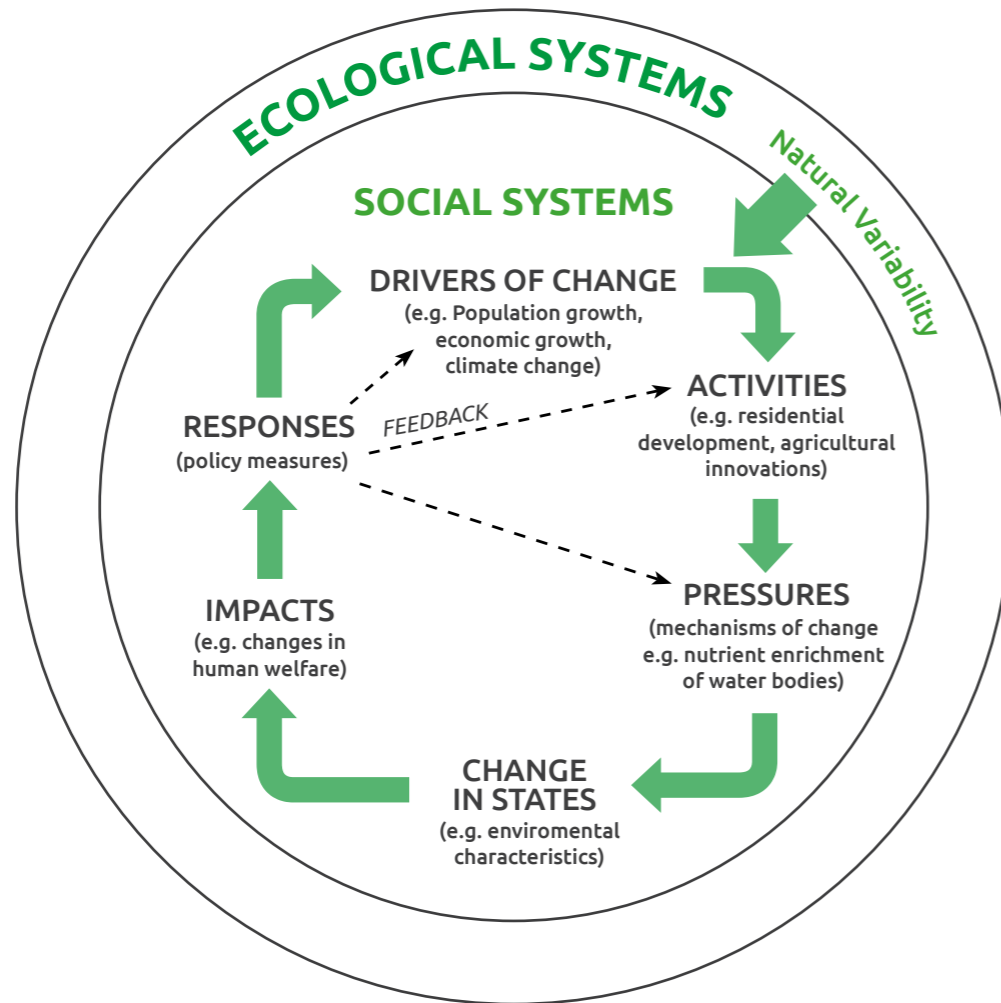 ECOLOGICAL SYSTEMS
Natural Variability
SOCIAL SYSTEMS
DRIVERS OF CHANGE
(e.g. Population growth,
economic growth,
climate change)
ACTIVITIES
(e.g. residential
development, agricultural
innovations)
FEEDBACK
RESPONSES
(policy measures)
PRESSURES
(mechanisms of change
e.g. nutrient enrichment
of water bodies)
IMPACTS
(e.g. changes in
human welfare)
CHANGE
IN STATES
(e.g. enviromental
characteristics)